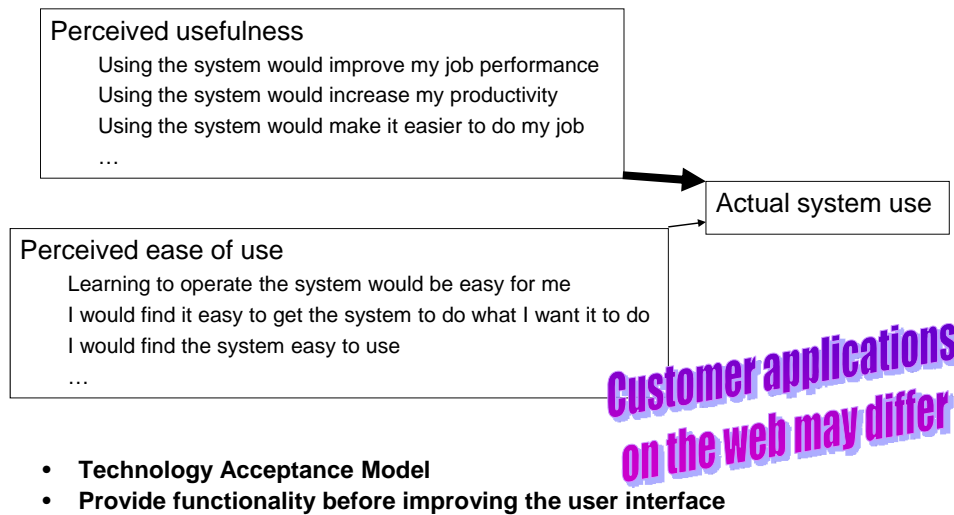 Perceived usefulness
Using the system would improve my job performance
Using the system would increase my productivity
Using the system would make it easier to do my job
…
Actual system use
Perceived ease of use
Learning to operate the system would be easy for me
I would find it easy to get the system to do what I want it to do
I would find the system easy to use
…
Customer applications
on the web may differ
• Technology Acceptance Model
• Provide functionality before improving the user interface